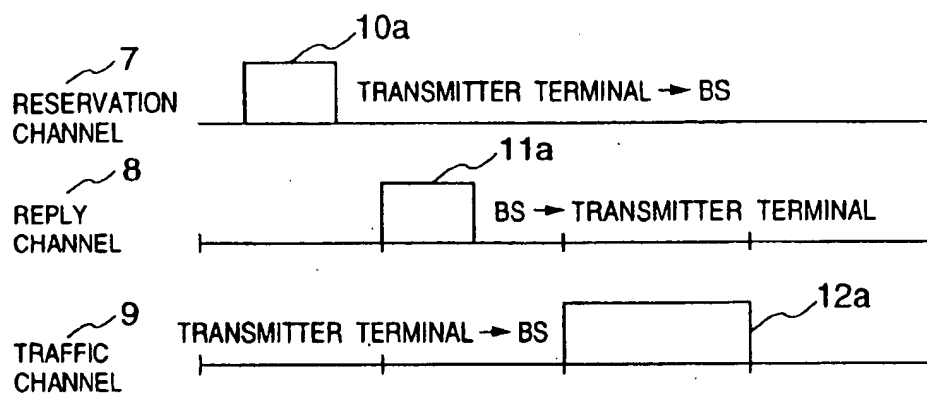 10a
7
RESERVATION
CHANNEL
TRANSMITTER TERMINAL → BS
11a
8
REPLY
CHANNEL
BS → TRANSMITTER TERMINAL
12a
9
TRAFFIC
CHANNEL
TRANSMITTER TERMINAL → BS